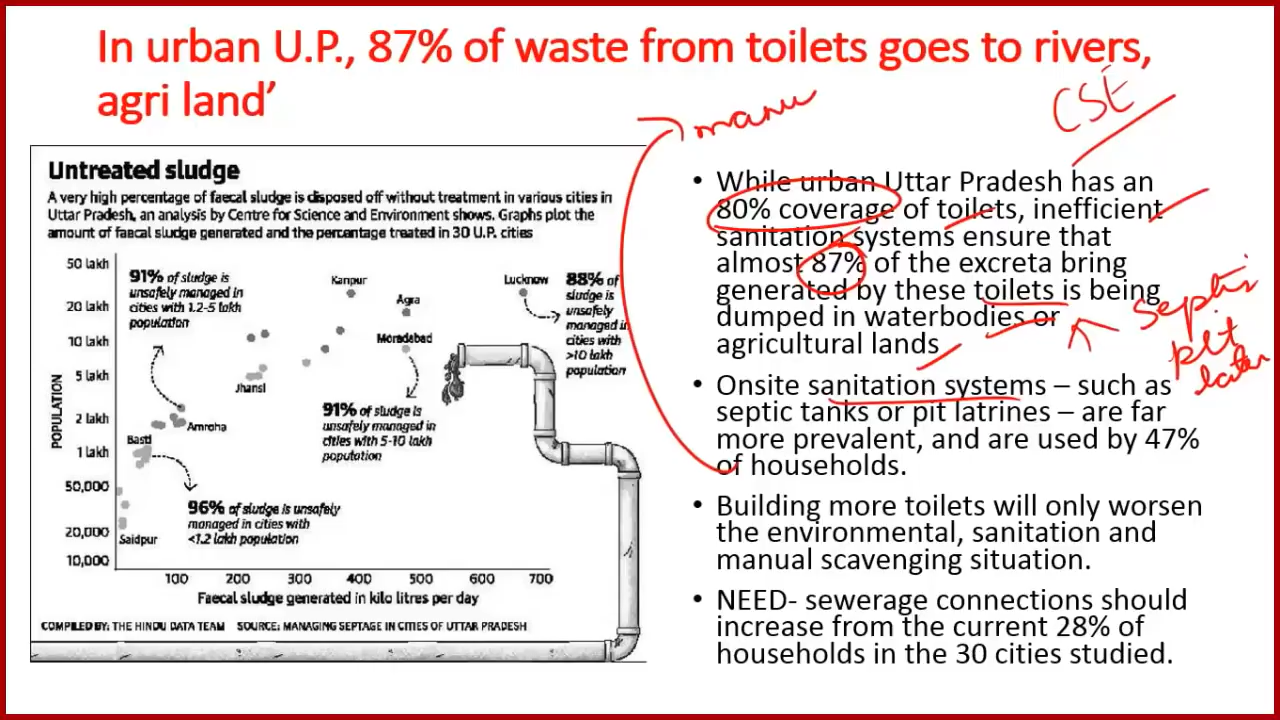 In urban U.P., 87% of waste from toilets goes to rivers,
agri land’
manu
CSE
Untreated sludge
A very high percentage of faecal sludge is disposed off without treatment in various cities in
Uttar Pradesh, an analysis by Centre for Science and Environment shows. Graphs plot the
amount of faecal sludge generated and the percentage treated in 30 U.P. cities
50 lakh
20 lakh
10 lakh
5 lakh
2 lakh
1 lakh
50,000
20,000
10,000
POPULATION
91% of sludge is
unsafely managed in
cities with 1.2-5 lakh
population
Kanpur
Agra
Moradabad
Lucknow
88% of
sludge is
unsafely
managed in
cities with
>10 lakh
population
Jhansi
91% of sludge is
unsafely managed in
cities with 5-10 lakh
population
Amroha
Basti
96% of sludge is unsafely
managed in cities with
<1.2 lakh population
Saidpur
100 200 300 400 500 600 700
Faecal sludge generated in kilo litres per day
COMPILED BY: THE HINDU DATA TEAM SOURCE: MANAGING SEPTAGE IN CITIES OF UTTAR PRADESH
• While urban Uttar Pradesh has an
80% coverage of toilets, inefficient
sanitation systems ensure that
almost 87% of the excreta bring
generated by these toilets is being
dumped in waterbodies or
agricultural lands
septic
pit
• Onsite sanitation systems – such as
septic tanks or pit latrines – are far
more prevalent, and are used by 47%
of households.
• Building more toilets will only worsen
the environmental, sanitation and
manual scavenging situation.
• NEED- sewerage connections should
increase from the current 28% of
households in the 30 cities studied.